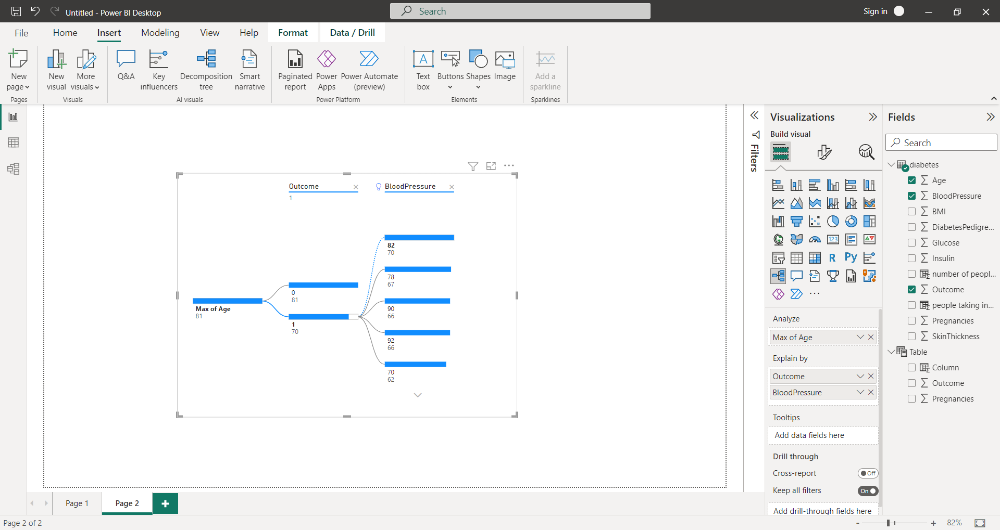 Untitled - Power BI Desktop
Search
Sign in
File Home Insert Modeling View Help Format Data / Drill
New page
New visual
More visuals
Q&A
Key influencers
Decomposition tree
Smart narrative
Paginated report
Power Apps
Power Automate (preview)
Text box
Buttons
Shapes
Image
Add a sparkline
Pages
Visuals
AI visuals
Power Platform
Elements
Sparklines
Outcome
1
BloodPressure
Max of Age
81
0
81
1
70
82
70
78
67
90
66
92
66
70
62
Filters
Visualizations
Build visual
123
R
Py
Analyze
Max of Age
Explain by
Outcome
BloodPressure
Tooltips
Add data fields here
Drill through
Cross-report
Off
Keep all filters
On
Add drill-through fields here
Fields
Search
diabetes
Age
BloodPressure
BMI
DiabetesPedigre...
Glucose
Insulin
number of peopl...
Outcome
people taking in...
Pregnancies
SkinThickness
Table
Column
Outcome
Pregnancies
Page 1
Page 2
Page 2 of 2
82%